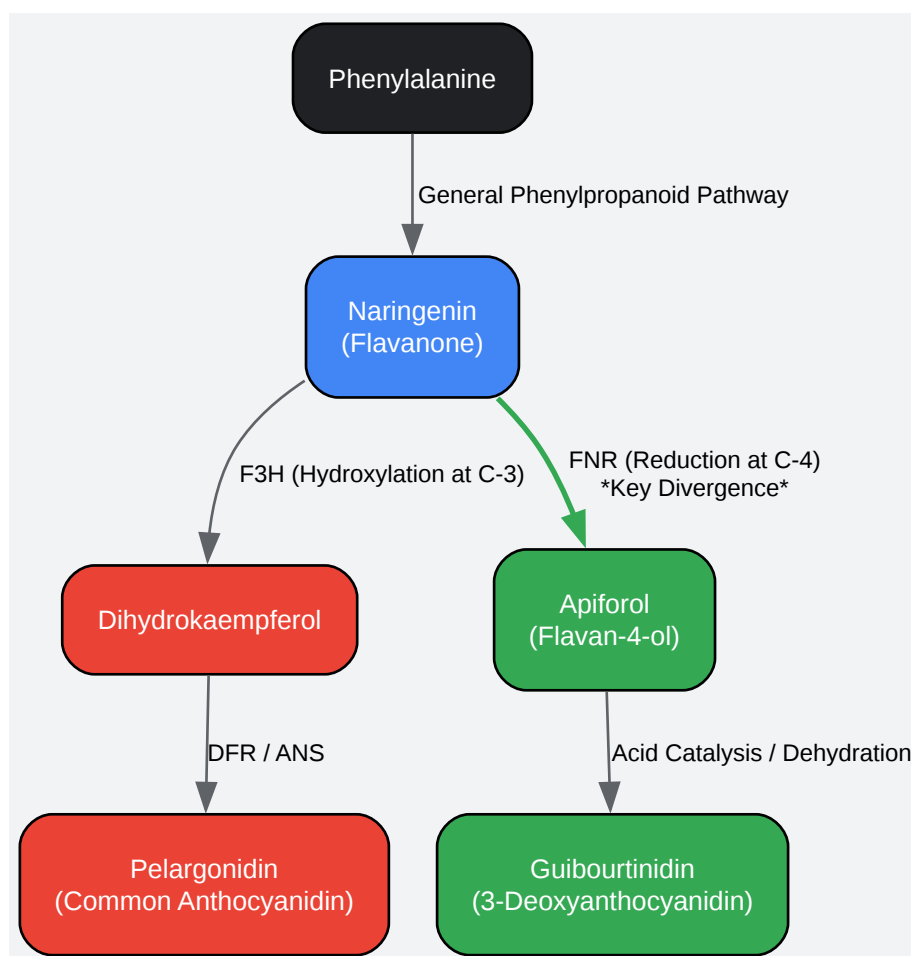 Phenylalanine
General Phenylpropanoid Pathway
Naringenin
(Flavanone)
F3H (Hydroxylation at C-3)
FNR (Reduction at C-4)
*Key Divergence*
Dihydrokaempferol
Apiforol
(Flavan-4-ol)
DFR / ANS
Acid Catalysis / Dehydration
Pelargonidin
(Common Anthocyanidin)
Guibourtinidin
(3-Deoxyanthocyanidin)